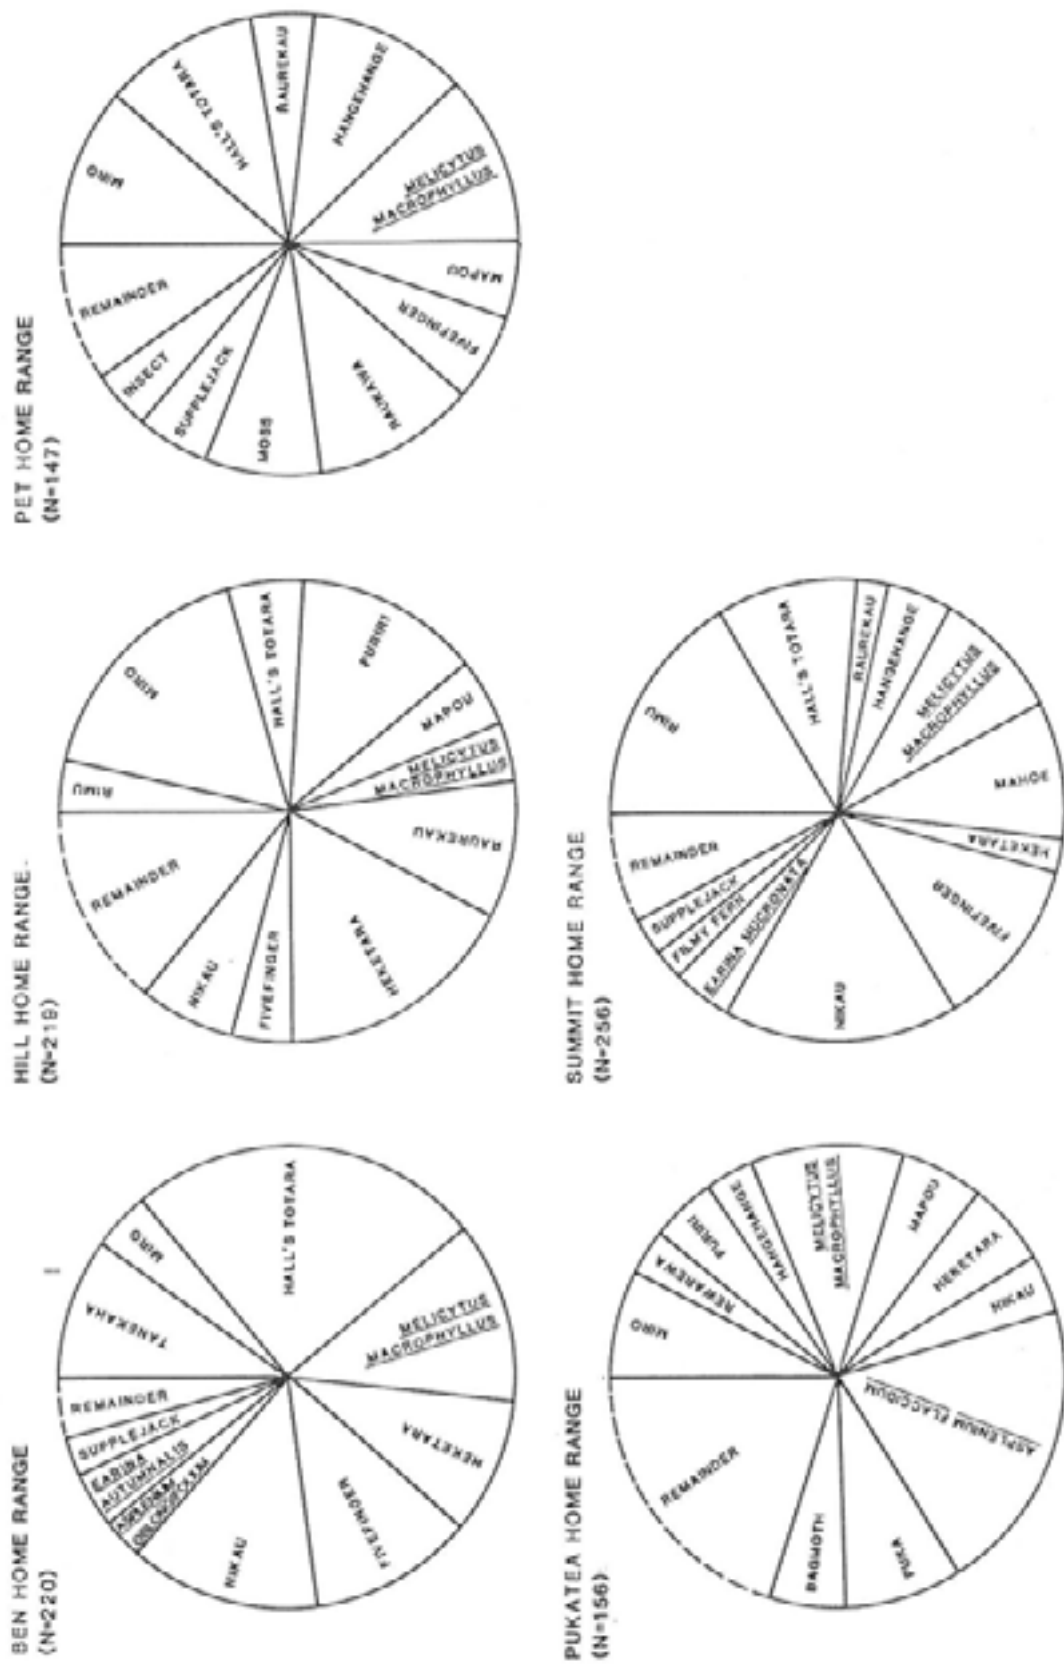 BEN HOME RANGE
(N=220)
TANEKAHA
MIRO
HALL'S TOTARA
MELICYTUS
MACROPHYLLUS
HEKETARA
FIVEFINGER
NIKAU
ASPLENIUM
OBLONGIFOLIUM
EARINA
AUTUMNALIS
SUPPLEJACK
REMAINDER
HILL HOME RANGE.
(N=219)
RIMU
MIRO
HALL'S TOTARA
PURIRI
MAPOU
MELICYTUS
MACROPHYLLUS
RAUREKAU
HEKETARA
FIVEFINGER
NIKAU
REMAINDER
PET HOME RANGE
(N=147)
MIRO
HALL'S TOTARA
RAUREKAU
HANGEHANGE
MELICYTUS
MACROPHYLLUS
MAPOU
FIVEFINGER
RAUKAWA
MOSS
SUPPLEJACK
INSECT
REMAINDER
PUKATEA HOME RANGE
(N=156)
MIRO
REWAREWA
PURIRI
HANGEHANGE
MELICYTUS
MACROPHYLLUS
MAPOU
HEKETARA
NIKAU
ASPLENIUM FLACCIDUM
PUKA
BAGMOTH
REMAINDER
SUMMIT HOME RANGE
(N=256)
RIMU
HALL'S TOTARA
RAUREKAU
HANGEHANGE
MELICYTUS
MACROPHYLLUS
MAHOE
HEKETARA
FIVEFINGER
NIKAU
EARINA MUCRONATA
FILMY FERN
SUPPLEJACK
REMAINDER